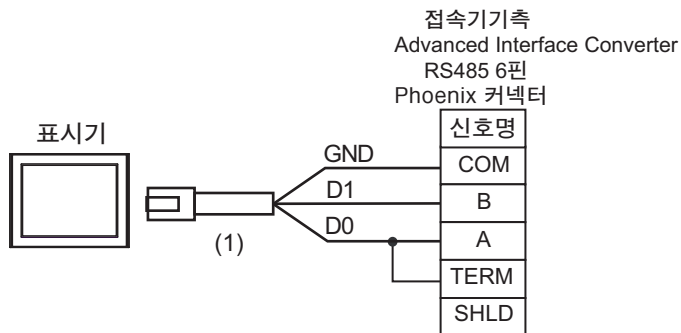 접속기기측
Advanced Interface Converter
RS485 6핀
Phoenix 커넥터
표시기
신호명
GND
COM
D1
B
D0
A
(1)
TERM
SHLD